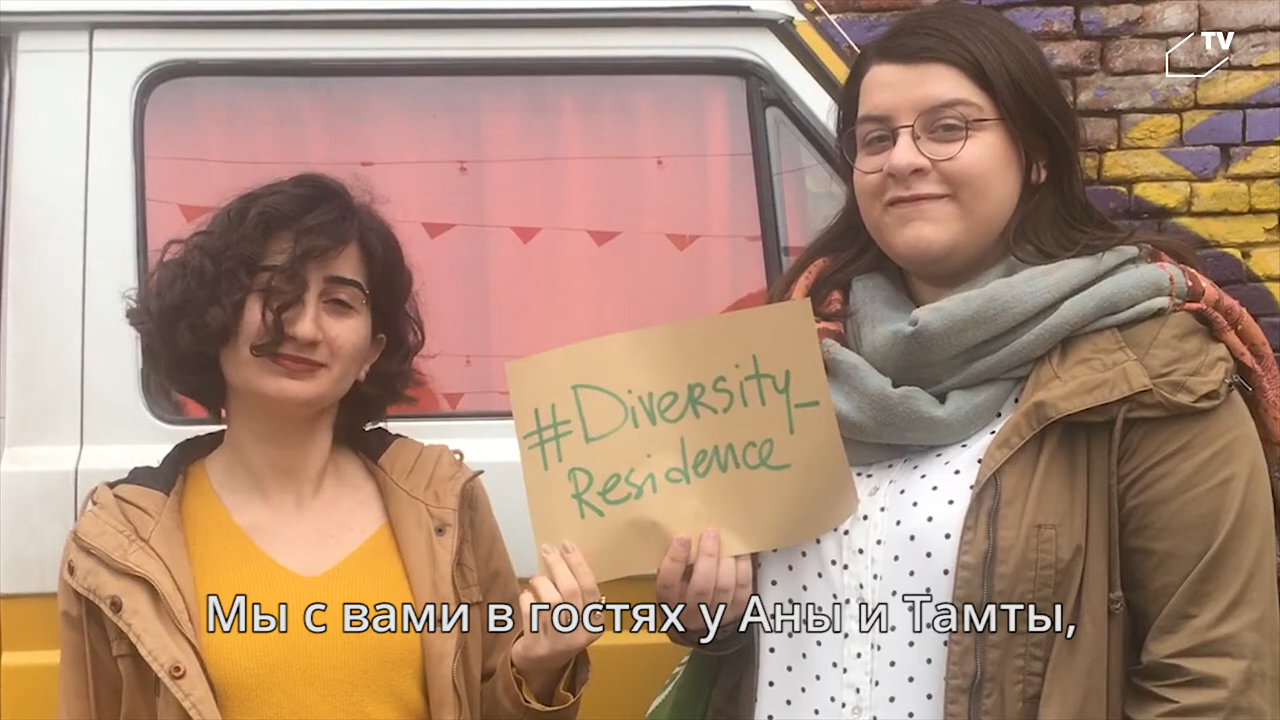 TV
#Diversity_
Residence
Мы с вами в гостях у Аны и Тамты,